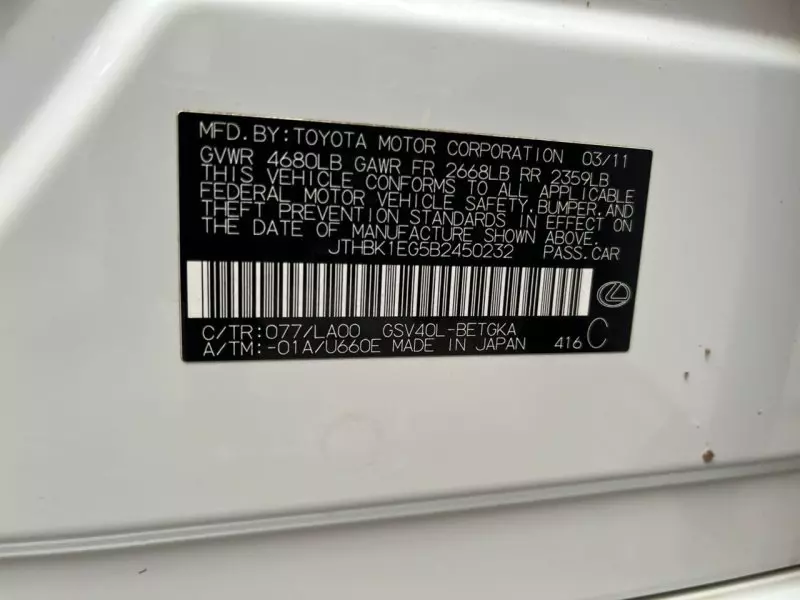 MFD.BY:TOYOTA MOTOR CORPORATION 03/11
GVWR 4680LB GAWR FR 2668LB RR 2359LB
THIS VEHICLE CONFORMS TO ALL APPLICABLE
FEDERAL MOTOR VEHICLE SAFETY,BUMPER,AND
THEFT PREVENTION STANDARDS IN EFFECT ON
THE DATE OF MANUFACTURE SHOWN ABOVE.
JTHBK1EG5B2450232 PASS.CAR
C/TR:077/LA00 GSV40L-BETGKA
A/TM:-01A/U660E MADE IN JAPAN 416 C